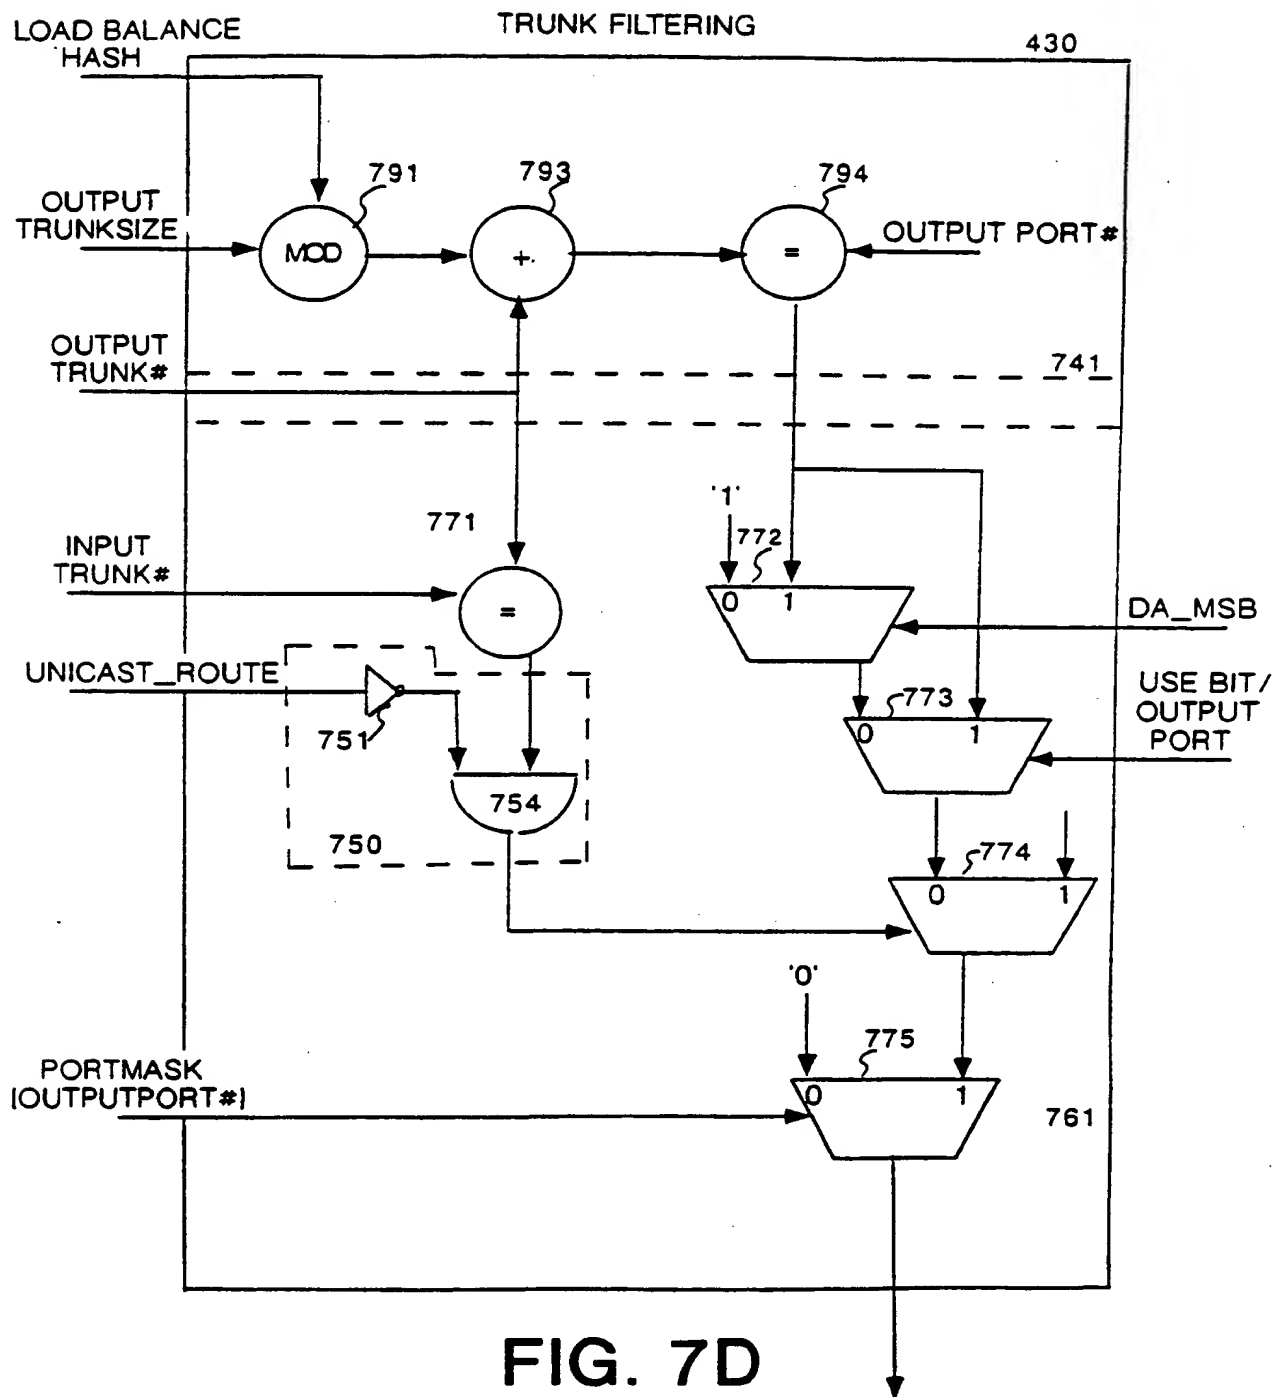 TRUNK FILTERING
430
LOAD BALANCE
HASH
791
793
794
OUTPUT
TRUNKSIZE
MOD
+.
=
OUTPUT PORT#
OUTPUT
TRUNK#
741
771
'1'
772
INPUT
TRUNK#
=
0 1
DA_MSB
UNICAST_ROUTE
751
773
0 1
USE BIT/
OUTPUT
PORT
754
750
774
0 1
'0'
775
PORTMASK
[OUTPUTPORT#]
0 1
761
FIG. 7D